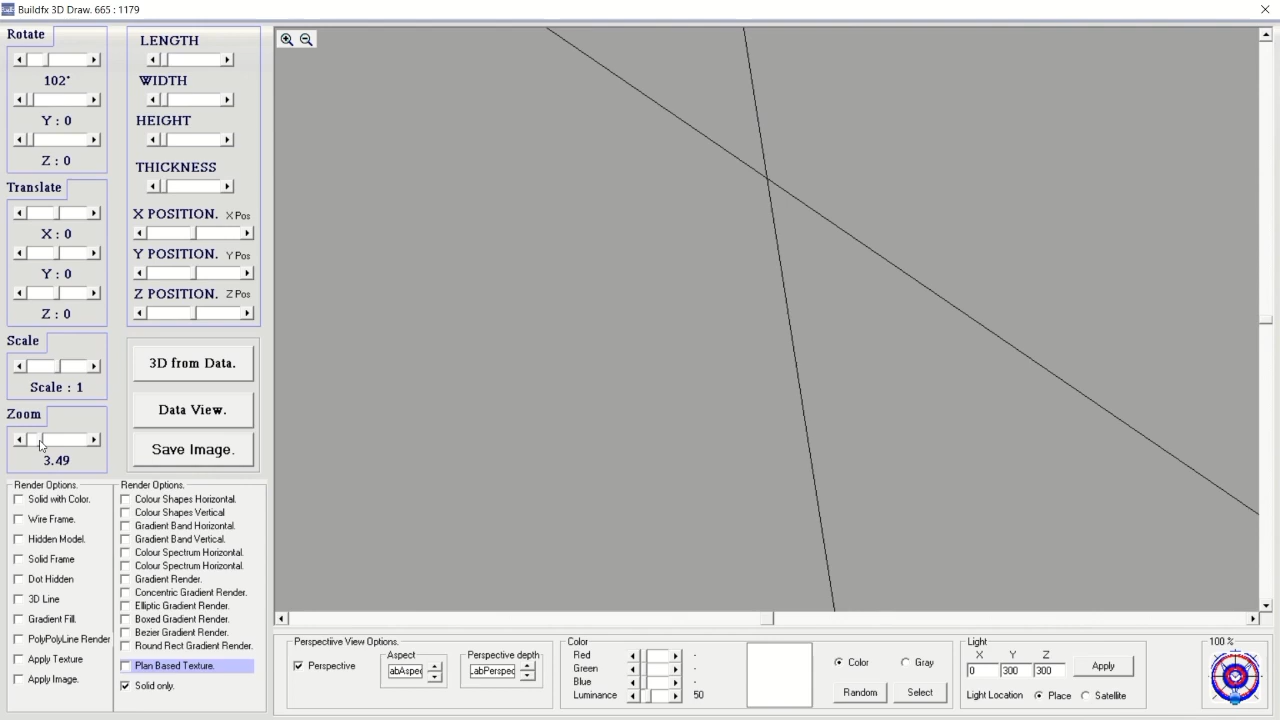 Buildfx 3D Draw. 665 : 1179
Rotate
102°
Y : 0
Z : 0
Translate
X : 0
Y : 0
Z : 0
Scale
Scale : 1
Zoom
3.49
LENGTH
WIDTH
HEIGHT
THICKNESS
X POSITION. X Pos
Y POSITION. Y Pos
Z POSITION. Z Pos
3D from Data.
Data View.
Save Image.
Render Options.
Solid with Color.
Wire Frame.
Hidden Model.
Solid Frame
Dot Hidden
3D Line
Gradient Fill.
PolyPolyLine Render
Apply Texture
Apply Image.
Render Options.
Colour Shapes Horizontal.
Colour Shapes Vertical
Gradient Band Horizontal.
Gradient Band Vertical.
Colour Spectrum Horizontal.
Colour Spectrum Horizontal.
Gradient Render.
Concentric Gradient Render.
Elliptic Gradient Render.
Boxed Gradient Render.
Bezier Gradient Render.
Round Rect Gradient Render.
Plan Based Texture.
Solid only.
Perspective View Options.
Perspective
Aspect
abAspec
Perspective depth
.abPerspec
Color
Red -
Green -
Blue -
Luminance 50
Color
Gray
Random
Select
Light
X Y Z
0 300 300
Apply
Light Location
Place
Satellite
100 %